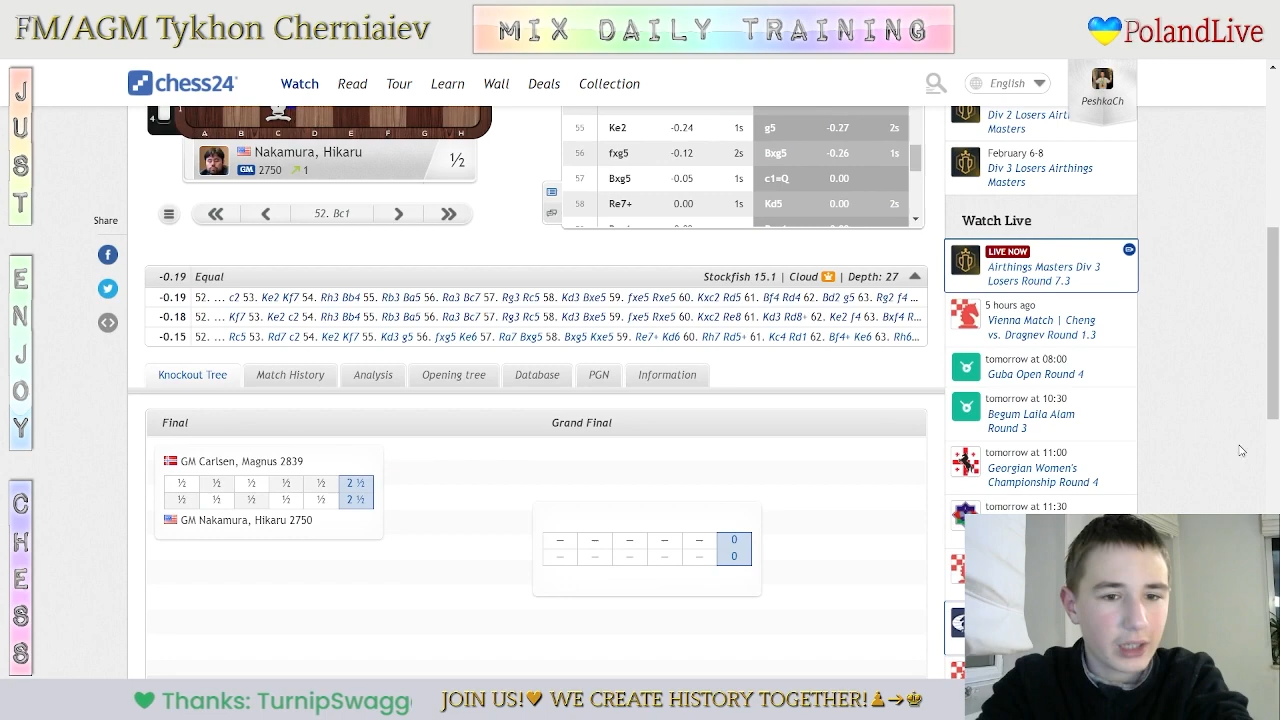 FM/AGM Tykhon Cherniaiev
MIX DAILY TRAINING
PolandLive
JUST
ENJOY
CHESS
chess24
Watch Read Tour Learn Wall Deals Collection
English
PeshkaCh
4
A B C D E F G H
Nakamura, Hikaru
GM 2750 1
½
52. Bc1
Share
55 Ke2 -0.24 1s g5 -0.27 2s
56 fxg5 -0.12 2s Bxg5 -0.26 1s
57 Bxg5 -0.05 1s c1=Q 0.00
58 Re7+ 0.00 1s Kd5 0.00 2s
-0.19 Equal Stockfish 15.1 | Cloud | Depth: 27
-0.19 52. ... c2 53. Ke2 Kf7 54. Rh3 Bb4 55. Rb3 Ba5 56. Ra3 Bc7 57. Rg3 Rc5 58. Kd3 Bxe5 59. fxe5 Rxe5 60. Kxc2 Rd5 61. Bf4 Rd4 62. Bd2 g5 63. Rg2 f4 ...
-0.18 52. ... Kf7 53. Ke2 c2 54. Rh3 Bd8 55. Rb3 Ba5 56. Ra3 Bc7 57. Rg3 Rc5 58. Kd3 Bxe5 59. fxe5 Rxe5 60. Kxc2 Re8 61. Kd3 Rd8+ 62. Ke2 f4 63. Bxf4 R...
-0.15 52. ... Rc5 53. Rd7 c2 54. Ke2 Kf7 55. Kd3 g5 56. fxg5 Ke6 57. Ra7 Bxg5 58. Bxg5 Kxe5 59. Re7+ Kd6 60. Rh7 Rd5+ 61. Kc4 Rd1 62. Bf4+ Ke6 63. Rh6...
Knockout Tree
Analysis
Opening tree
PGN
Information
Final
Grand Final
GM Carlsen, Magnus 2839
½ ½ ½ ½ ½ 2 ½
½ ½ ½ ½ ½ 2 ½
GM Nakamura, Hikaru 2750
– – – – – 0
– – – – – 0
Div 2 Losers
Masters
February 6-8
Div 3 Losers Airthings
Masters
Watch Live
LIVE NOW
Airthings Masters Div 3
Losers Round 7.3
5 hours ago
Vienna Match | Cheng
vs. Dragnev Round 1.3
tomorrow at 08:00
Guba Open Round 4
tomorrow at 10:30
Begum Laila Alam
Round 3
tomorrow at 11:00
Georgian Women's
Championship Round 4
tomorrow at 11:30
Thanks: TurnipSwagg
JOIN US! WE CREATE HISTORY TOGETHER!